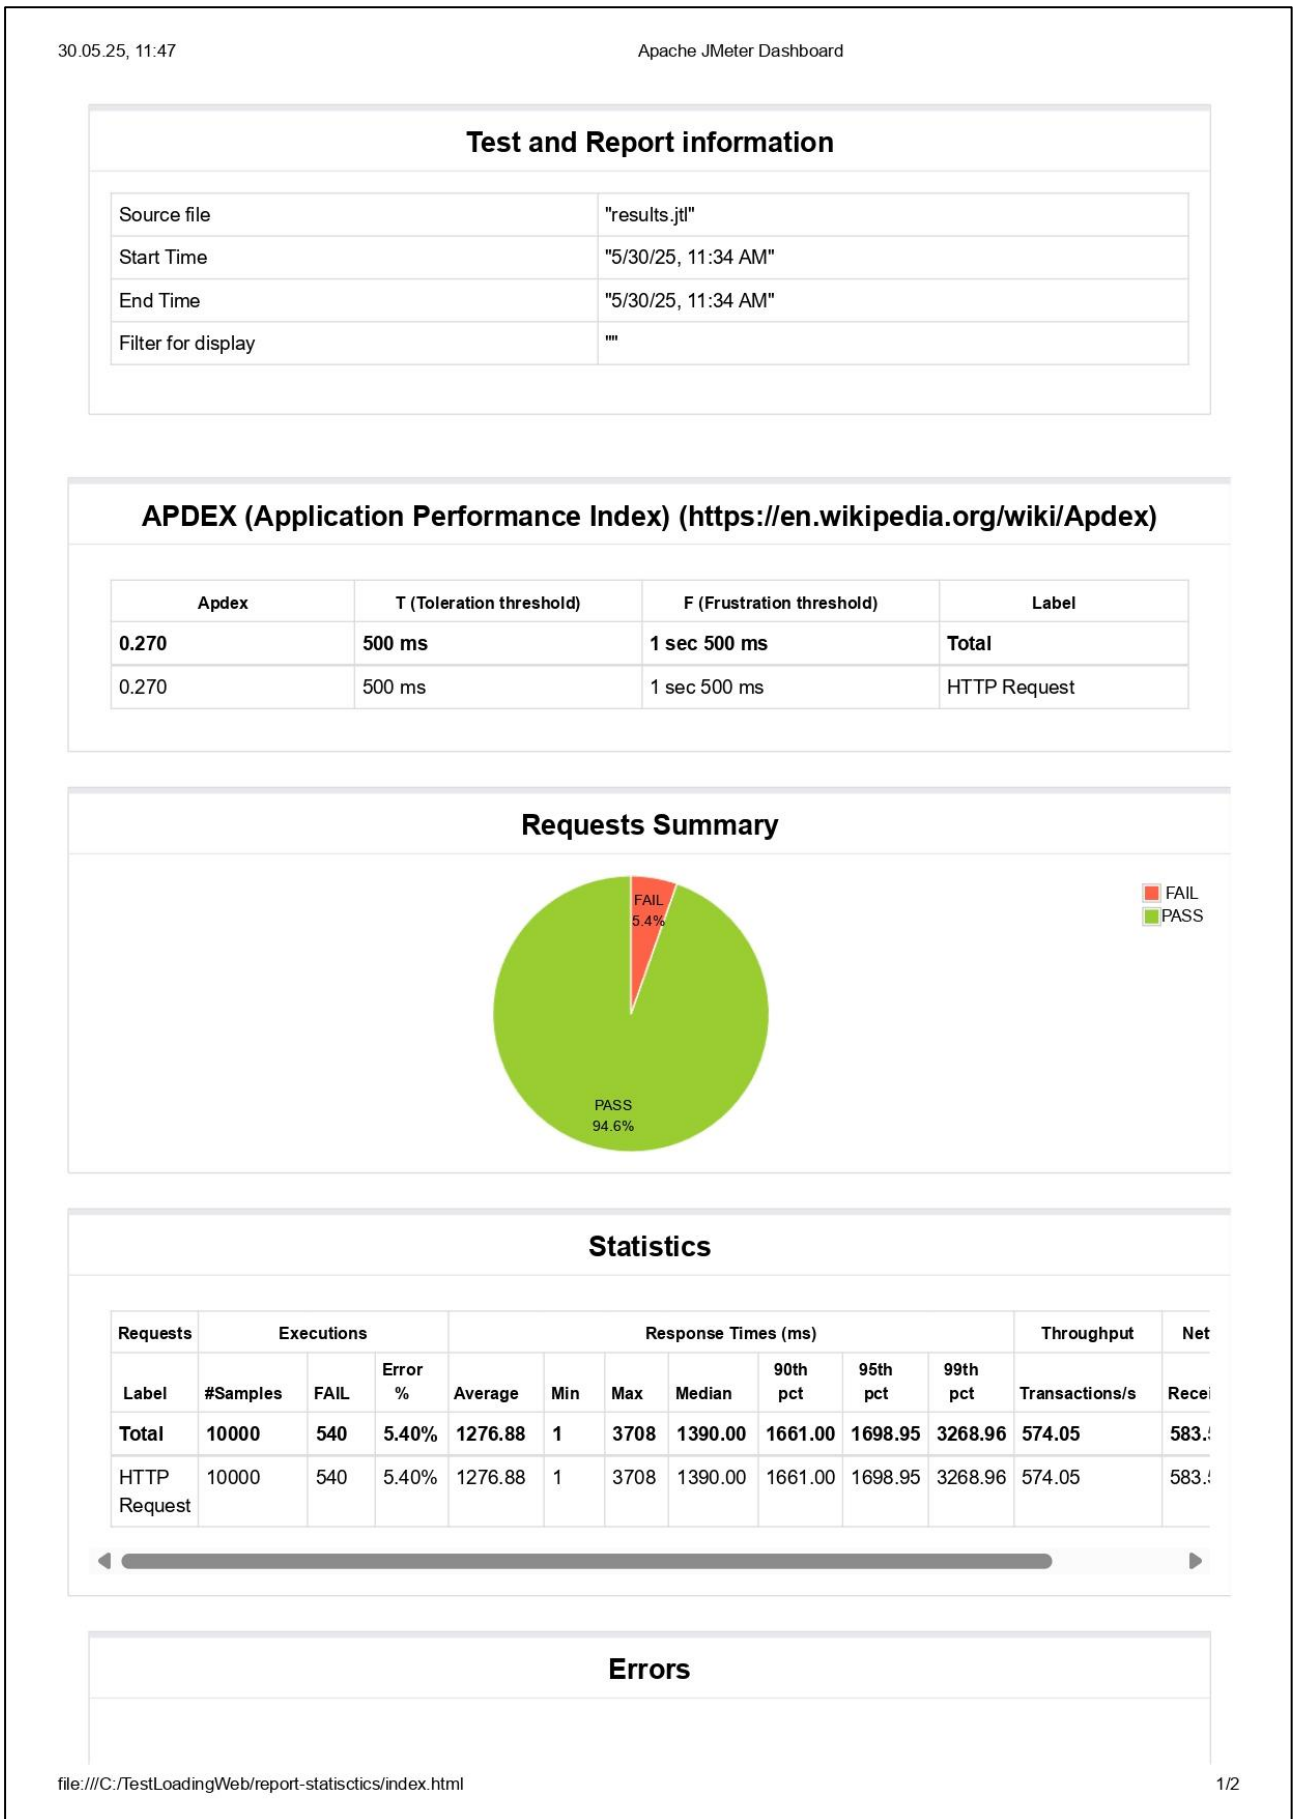 30.05.25, 11:47 Apache JMeter Dashboard
Test and Report information
Source file "results.jtl"
Start Time "5/30/25, 11:34 AM"
End Time "5/30/25, 11:34 AM"
Filter for display ""
APDEX (Application Performance Index) (https://en.wikipedia.org/wiki/Apdex)
Apdex T (Toleration threshold) F (Frustration threshold) Label
0.270 500 ms 1 sec 500 ms Total
0.270 500 ms 1 sec 500 ms HTTP Request
Requests Summary
FAIL
5.4%
FAIL
PASS
PASS
94.6%
Statistics
Requests Executions Response Times (ms) Throughput Net
Label #Samples FAIL Error % Average Min Max Median 90th pct 95th pct 99th pct Transactions/s Recei
Total 10000 540 5.40% 1276.88 1 3708 1390.00 1661.00 1698.95 3268.96 574.05 583.
HTTP Request 10000 540 5.40% 1276.88 1 3708 1390.00 1661.00 1698.95 3268.96 574.05 583.
Errors
file:///C:/TestLoadingWeb/report-statisctics/index.html 1/2